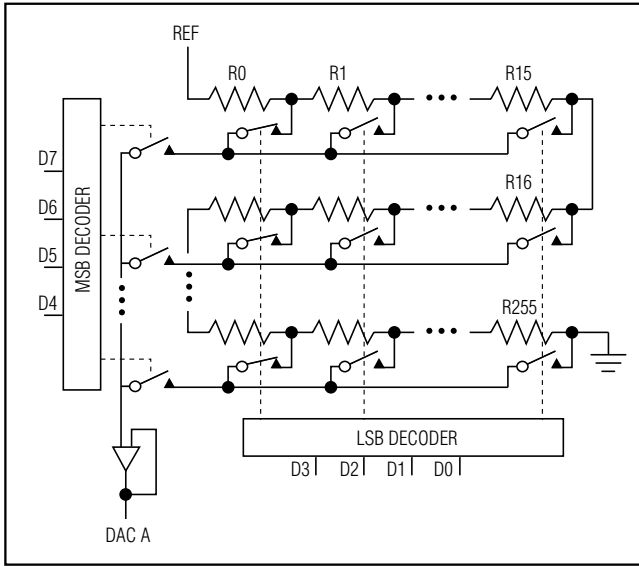 REF
R0
R1
R15
D7
D6
D5
D4
MSB DECODER
R16
R255
LSB DECODER
D3
D2
D1
D0
DAC A